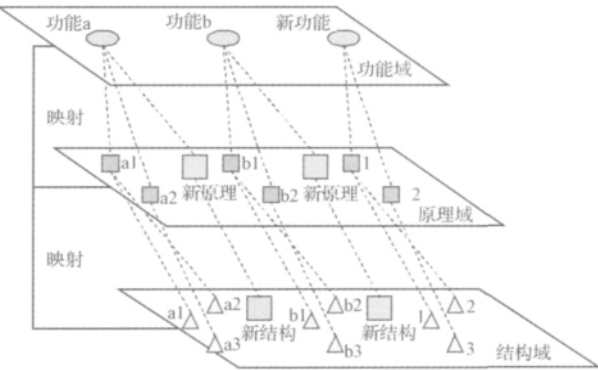 功能a 功能b 新功能
功能域
映射
a1 b1 1
a2 新原理 b2 新原理 2
原理域
映射
a1 a2 b1 b2 1 2
新结构 新结构
a3 b3 3
结构域